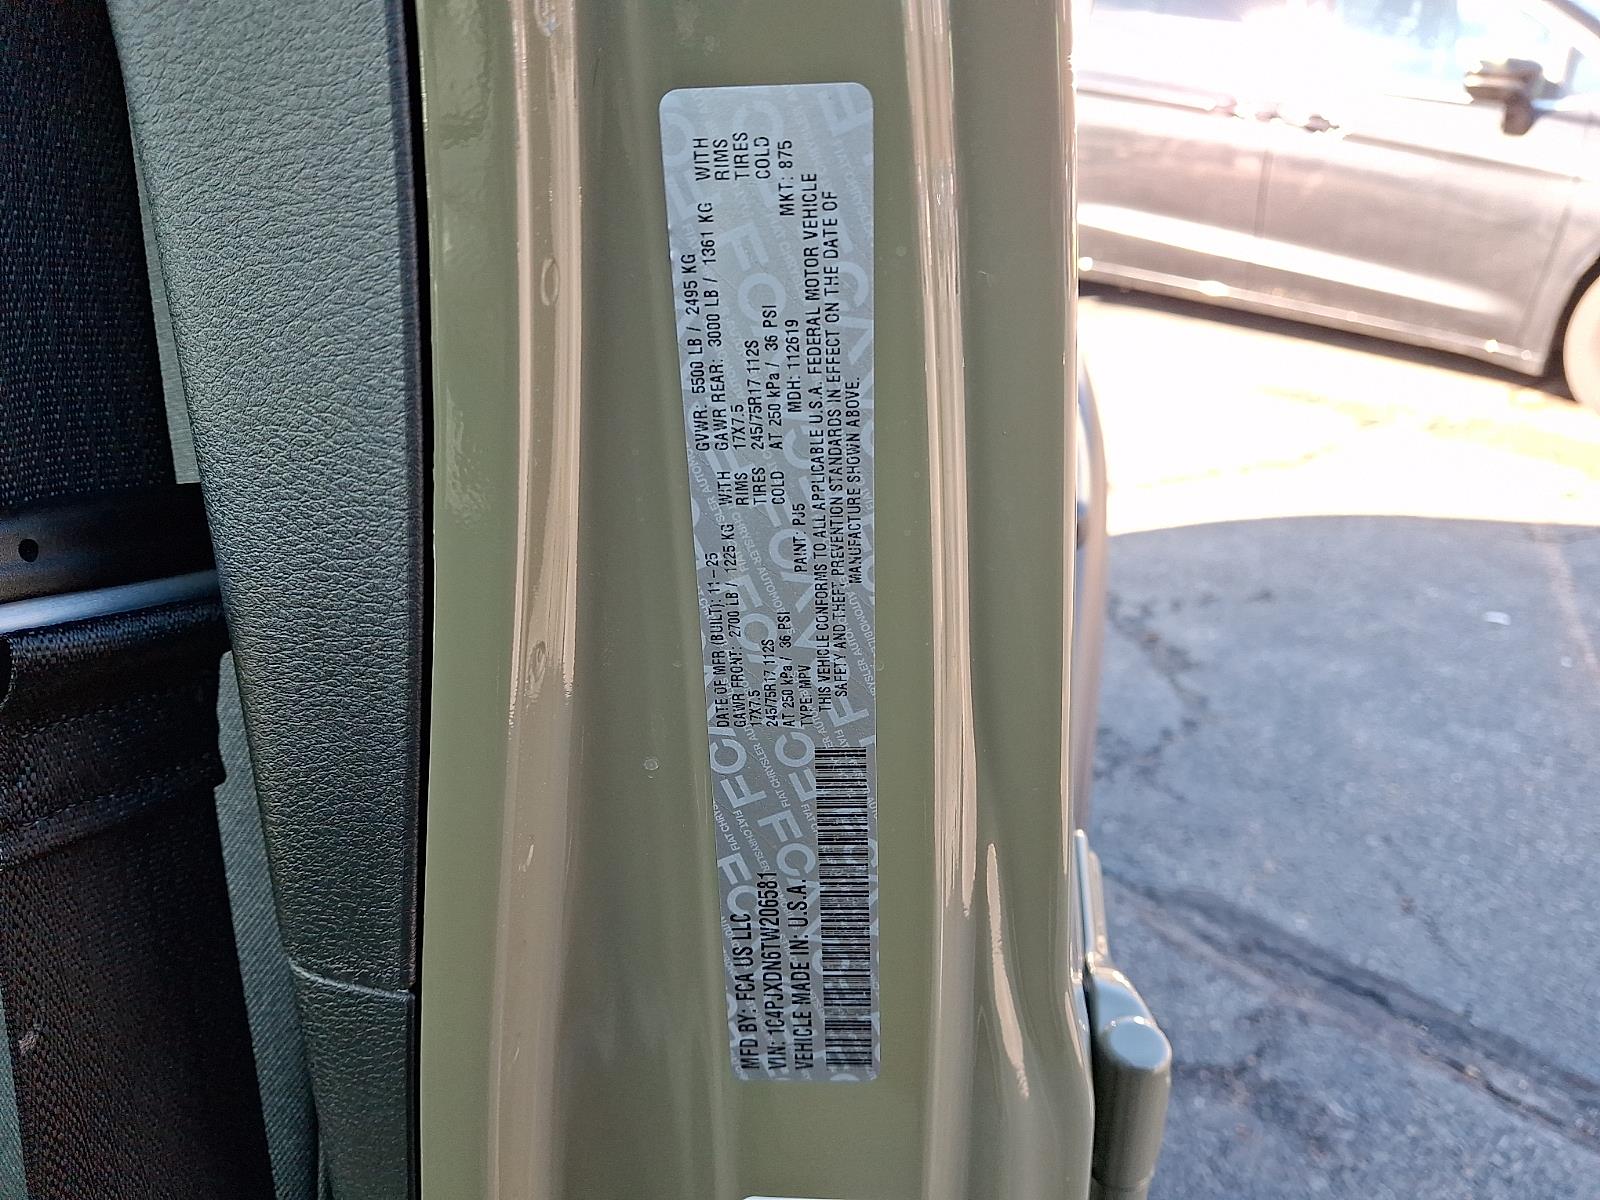 MFD BY: FCA US LLC
DATE OF MFR (BUILT): 11-25
GVWR: 5500 LB / 2495 KG
VIN: 1C4PJXDN6TW206581
GAWR FRONT: 2700 LB / 1225 KG WITH
GAWR REAR: 3000 LB / 1361 KG WITH
17X7.5 RIMS
17X7.5 RIMS
VEHICLE MADE IN: U.S.A.
245/75R17 112S TIRES
245/75R17 112S TIRES
AT 250 kPa / 36 PSI COLD
AT 250 kPa / 36 PSI COLD
TYPE: MPV PAINT: PJ5 MDH: 112619 MKT: 875
THIS VEHICLE CONFORMS TO ALL APPLICABLE U.S.A. FEDERAL MOTOR VEHICLE
SAFETY AND THEFT PREVENTION STANDARDS IN EFFECT ON THE DATE OF
MANUFACTURE SHOWN ABOVE.